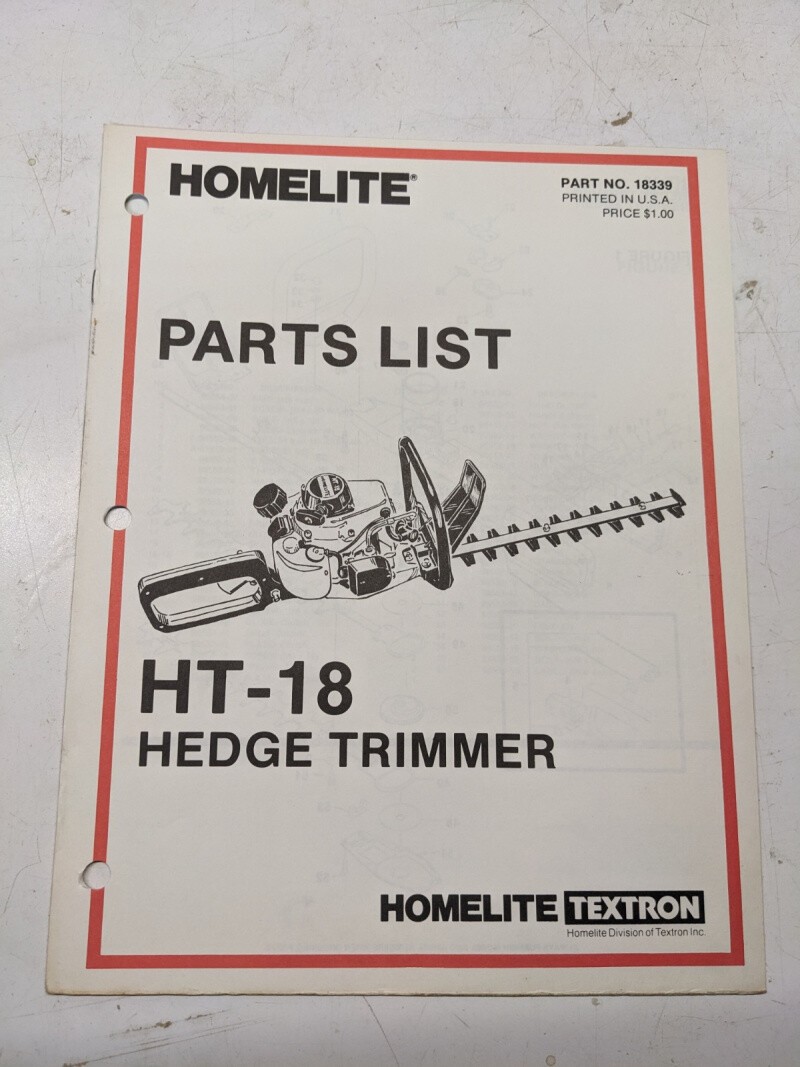 HOMELITE®
PART NO. 18339
PRINTED IN U.S.A.
PRICE $1.00
PARTS LIST
HT-18
HEDGE TRIMMER
HOMELITE TEXTRON
Homelite Division of Textron Inc.